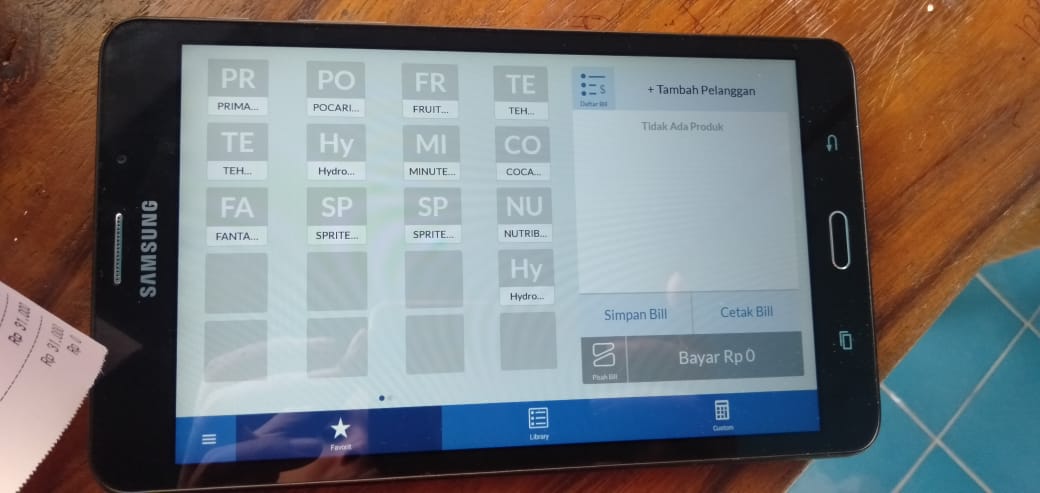 PR
PRIMA...
PO
POCARI...
FR
FRUIT...
TE
TEH...
TE
TEH...
Hy
Hydro...
MI
MINUTE...
CO
COCA...
FA
FANTA...
SP
SPRITE...
SP
SPRITE...
NU
NUTRIB...
Hy
Hydro...
$
Daftar Bill
+ Tambah Pelanggan
Tidak Ada Produk
Simpan Bill
Cetak Bill
Pisah Bill
Bayar Rp 0
Favorit
Library
Custom
SAMSUNG
Rp 31.000
Rp 31.000
Rp 0